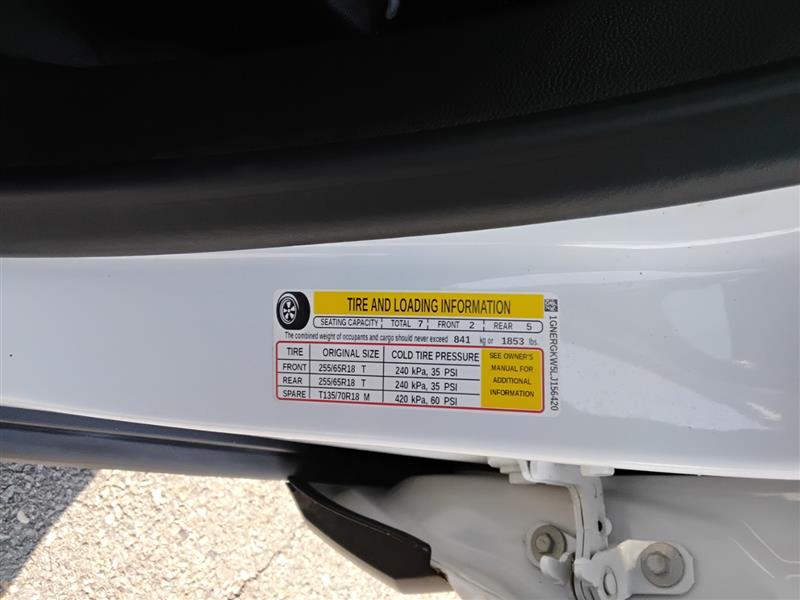 TIRE AND LOADING INFORMATION
SEATING CAPACITY TOTAL 7 FRONT 2 REAR 5
The combined weight of occupants and cargo should never exceed 841 kg or 1853 lbs.
TIRE ORIGINAL SIZE COLD TIRE PRESSURE
FRONT 255/65R18 T 240 kPa, 35 PSI
REAR 255/65R18 T 240 kPa, 35 PSI
SPARE T135/70R18 M 420 kPa, 60 PSI
SEE OWNER'S
MANUAL FOR
ADDITIONAL
INFORMATION
1GNERGKW5LJ156420